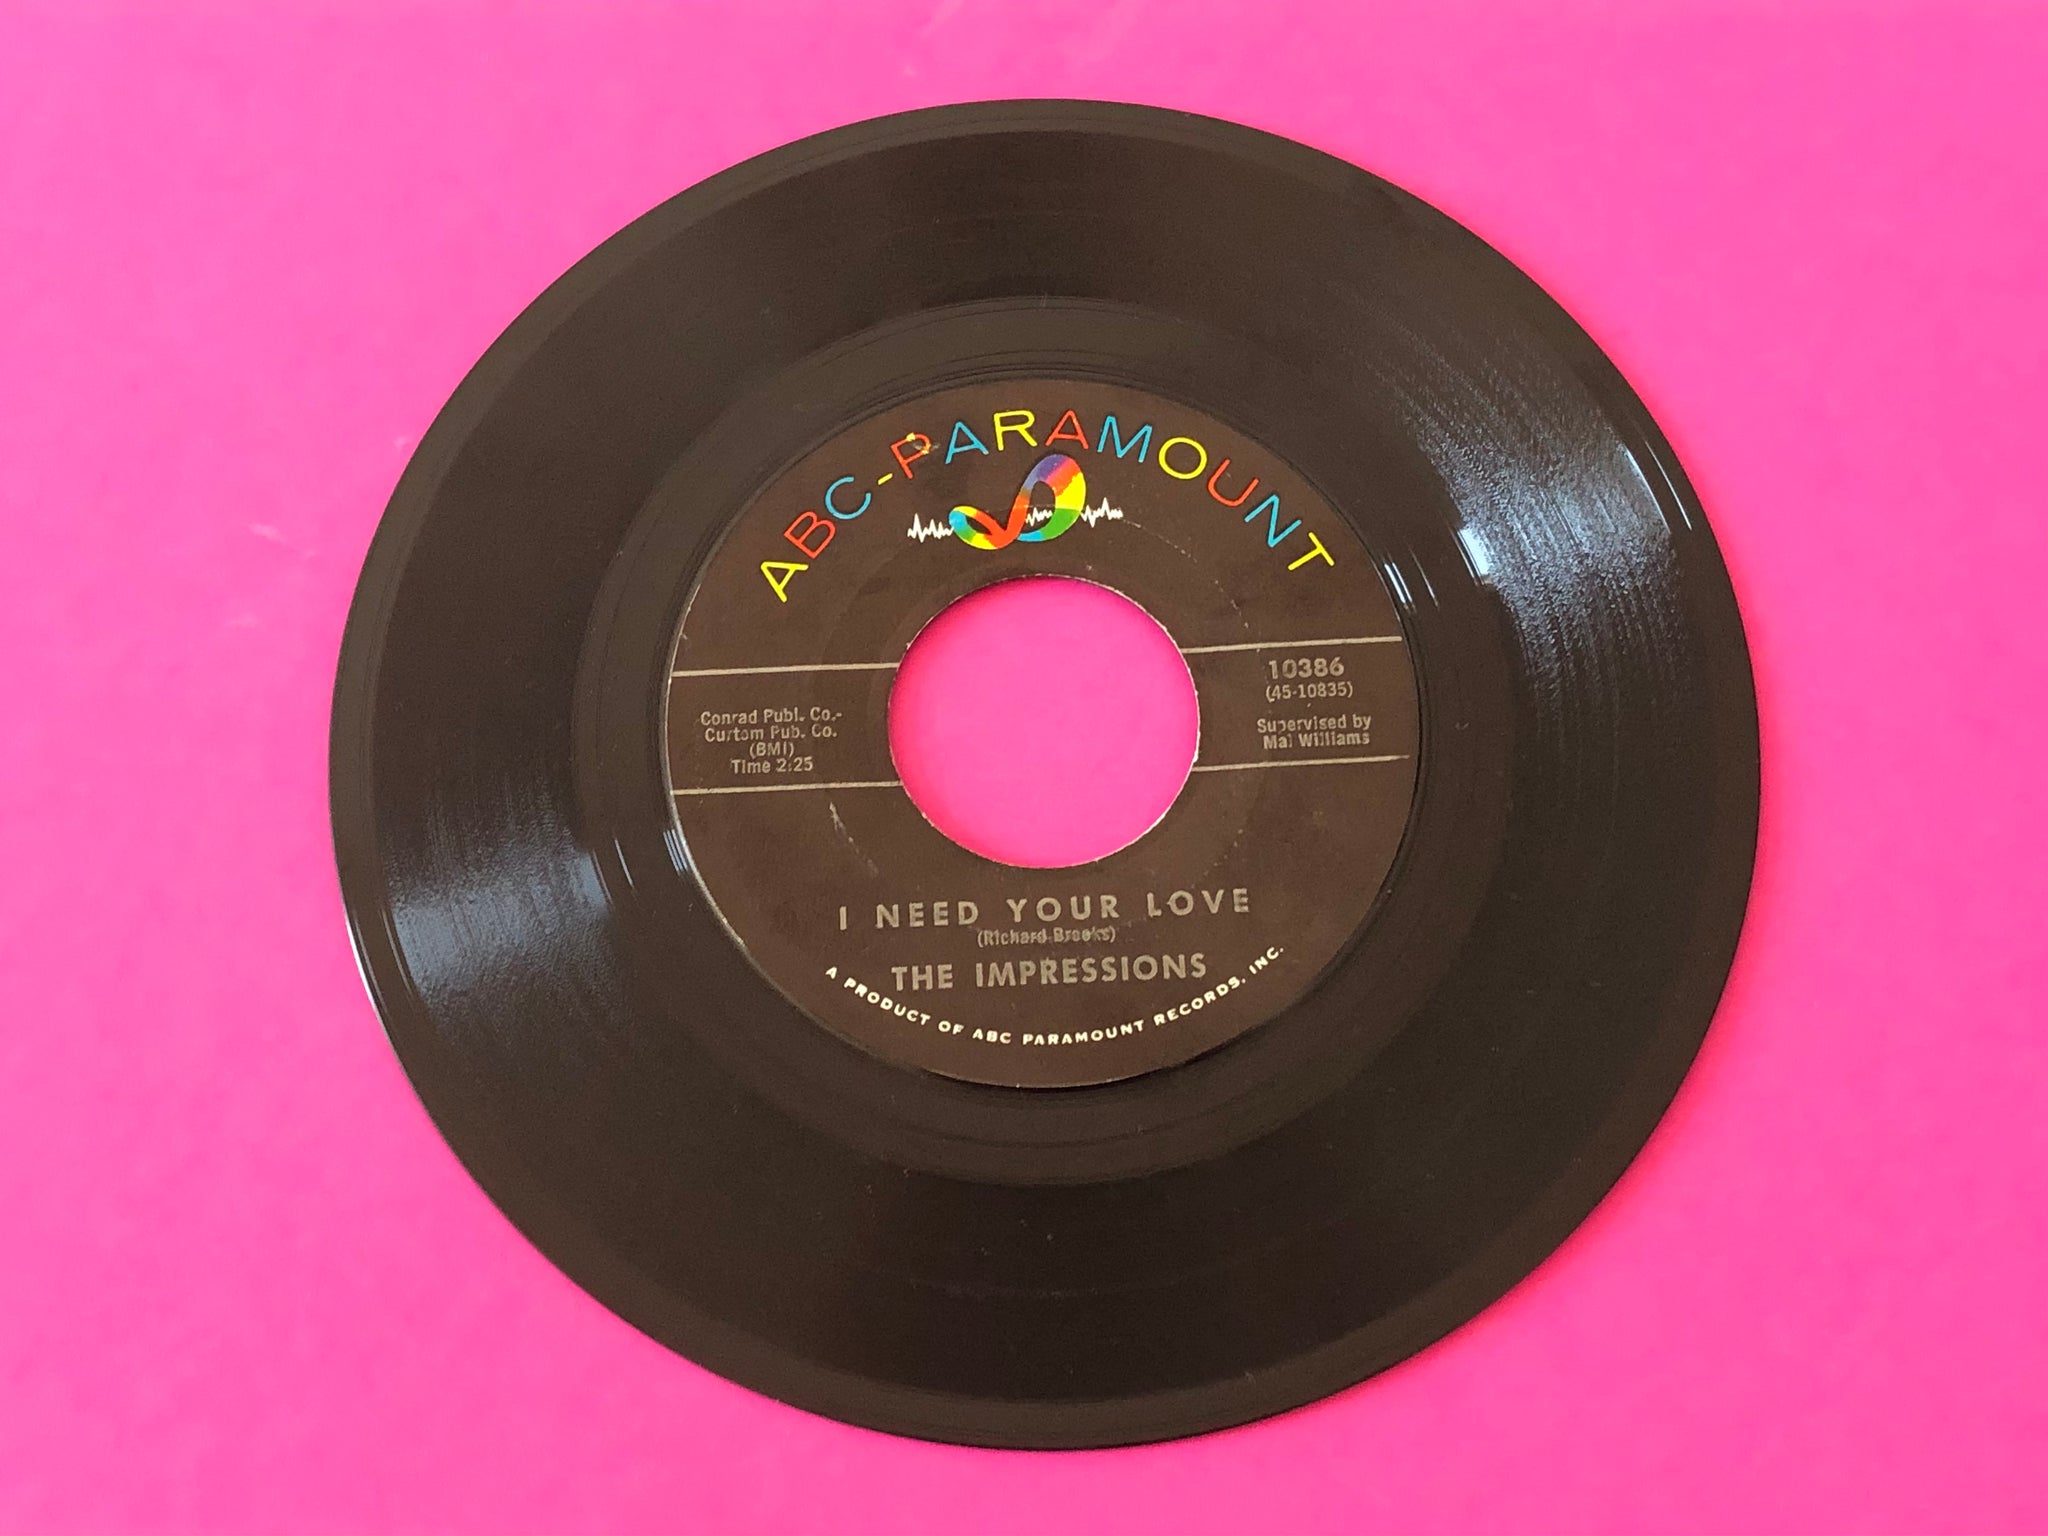 ABC-PARAMOUNT
10386
(45-10835)
Supervised by
Mal Williams
Conrad Publ. Co.-
Curtom Pub. Co.
(BMI)
Time 2:25
I NEED YOUR LOVE
(Richard Brooks)
THE IMPRESSIONS
A PRODUCT OF ABC PARAMOUNT RECORDS, INC.